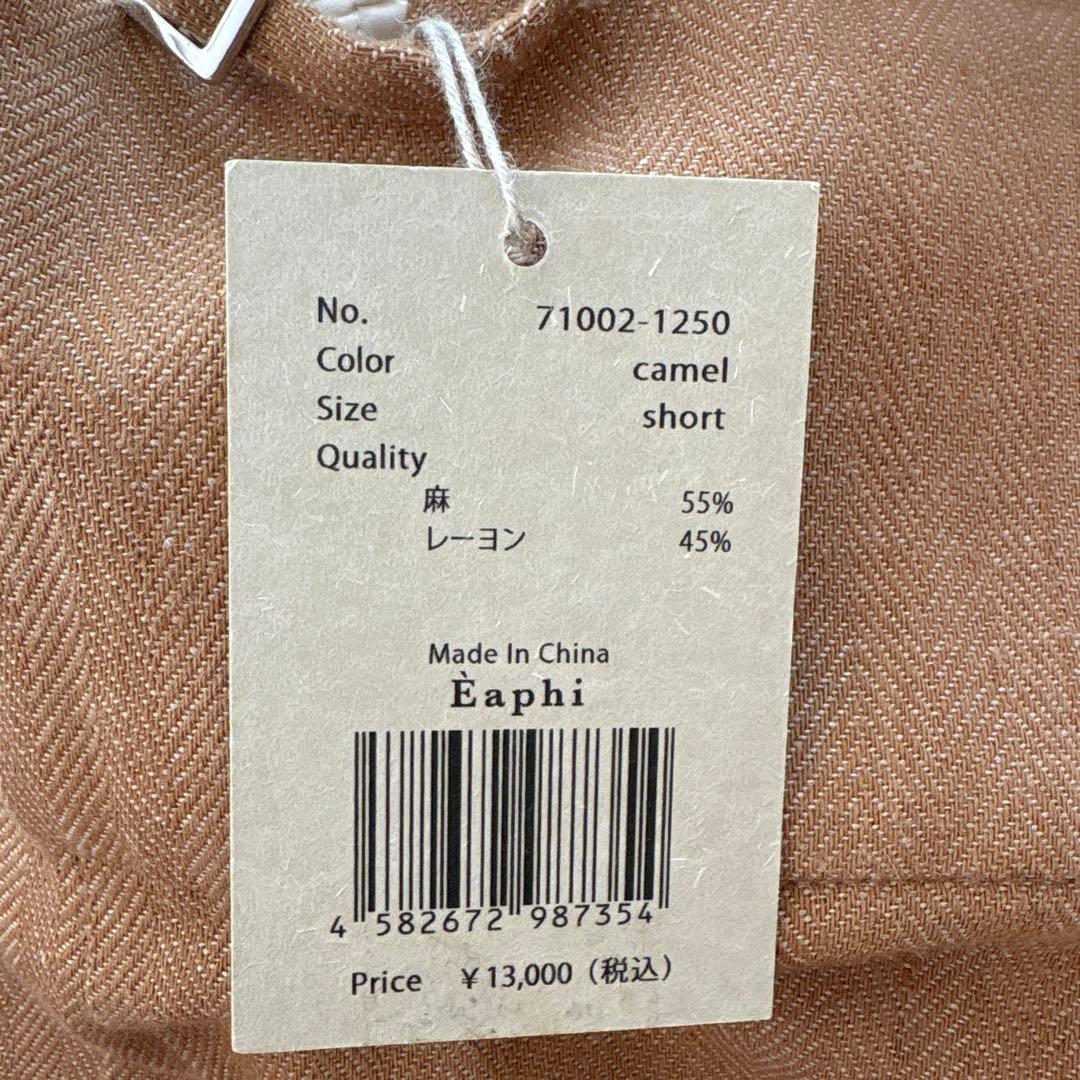 No. 71002-1250
Color camel
Size short
Quality
麻 55%
レーヨン 45%
Made In China
Èaphi
4 582672 987354
Price ¥13,000（税込）